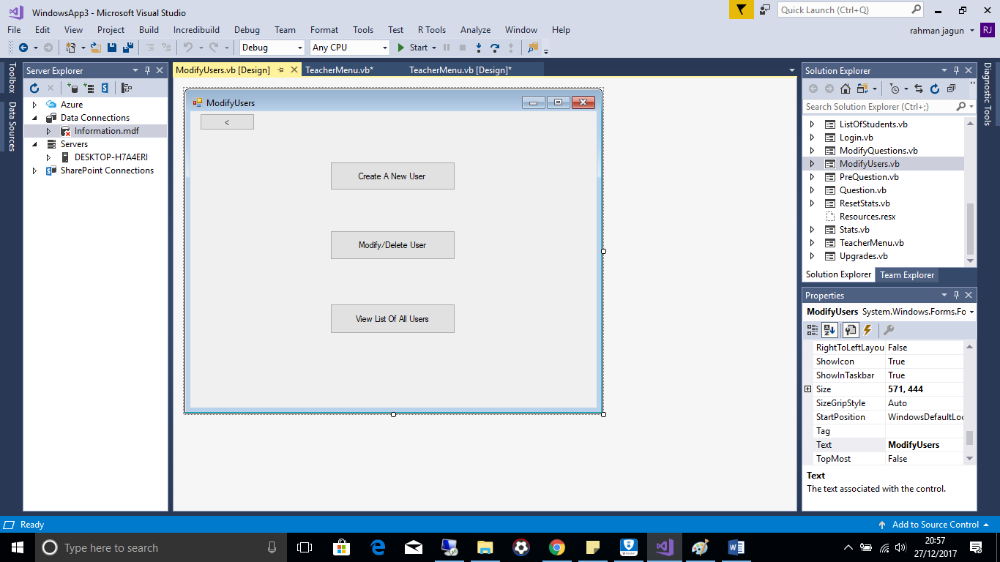 WindowsApp3 - Microsoft Visual Studio
Quick Launch (Ctrl+Q)
File Edit View Project Build Incredibuild Debug Team Format Tools Test R Tools Analyze Window Help
rahman jagun RJ
Debug Any CPU Start
Toolbox
Data Sources
Server Explorer
Azure
Data Connections
Information.mdf
Servers
DESKTOP-H7A4ERI
SharePoint Connections
ModifyUsers.vb [Design] TeacherMenu.vb* TeacherMenu.vb [Design]*
ModifyUsers
<
Create A New User
Modify/Delete User
View List Of All Users
Solution Explorer
Search Solution Explorer (Ctrl+;)
ListOfStudents.vb
Login.vb
ModifyQuestions.vb
ModifyUsers.vb
PreQuestion.vb
Question.vb
ResetStats.vb
Resources.resx
Stats.vb
TeacherMenu.vb
Upgrades.vb
Solution Explorer Team Explorer
Properties
ModifyUsers System.Windows.Forms.Fo
RightToLeftLayou False
ShowIcon True
ShowInTaskbar True
Size 571, 444
SizeGripStyle Auto
StartPosition WindowsDefaultLoc
Tag
Text ModifyUsers
TopMost False
Text
The text associated with the control.
Diagnostic Tools
Ready
Add to Source Control
Type here to search
20:57
27/12/2017